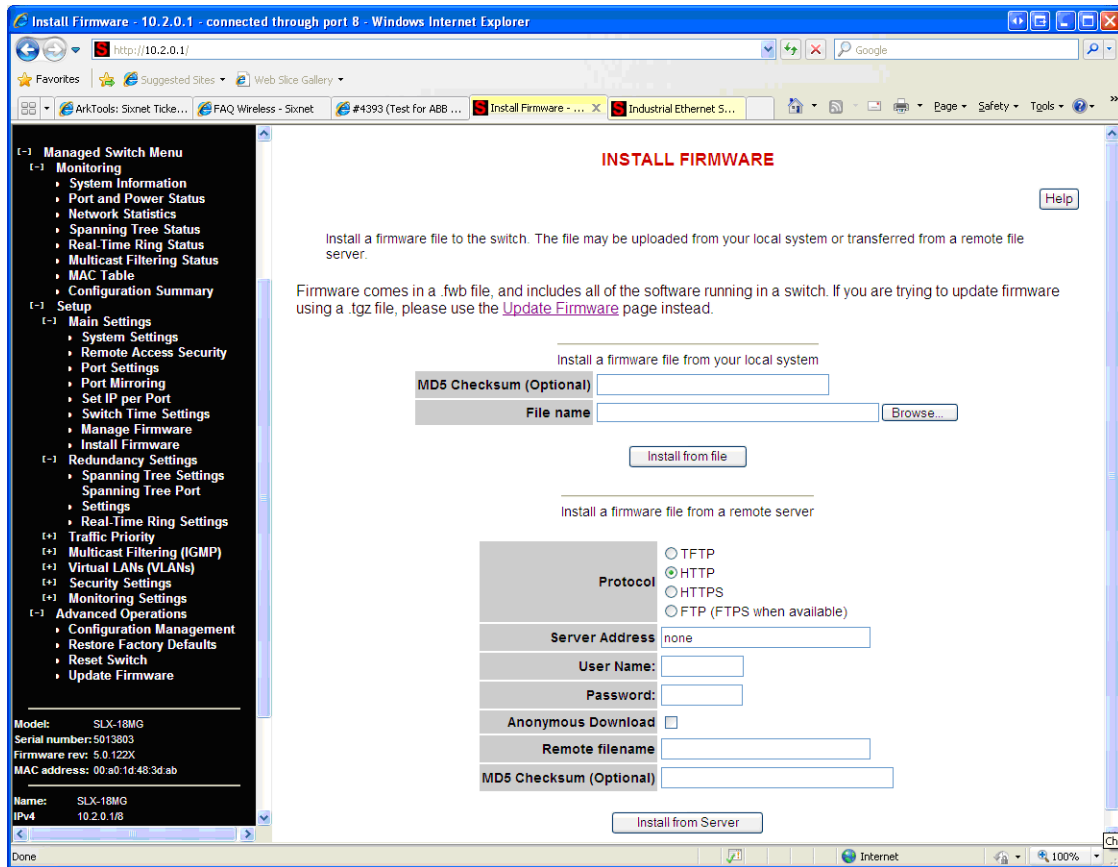 Install Firmware - 10.2.0.1 - connected through port 8 - Windows Internet Explorer
http://10.2.0.1/
Google
Favorites
Suggested Sites
Web Slice Gallery
ArkTools: Sixnet Ticke...
FAQ Wireless - Sixnet
#4393 (Test for ABB ...
Install Firmware - ...
Industrial Ethernet S...
Page
Safety
Tools
»
[-] Managed Switch Menu
[-] Monitoring
System Information
Port and Power Status
Network Statistics
Spanning Tree Status
Real-Time Ring Status
Multicast Filtering Status
MAC Table
Configuration Summary
[-] Setup
[-] Main Settings
System Settings
Remote Access Security
Port Settings
Port Mirroring
Set IP per Port
Switch Time Settings
Manage Firmware
Install Firmware
[-] Redundancy Settings
Spanning Tree Settings
Spanning Tree Port
Settings
Real-Time Ring Settings
[+] Traffic Priority
[+] Multicast Filtering (IGMP)
[+] Virtual LANs (VLANs)
[+] Security Settings
[+] Monitoring Settings
[-] Advanced Operations
Configuration Management
Restore Factory Defaults
Reset Switch
Update Firmware
Model: SLX-18MG
Serial number: 5013803
Firmware rev: 5.0.122X
MAC address: 00:a0:1d:48:3d:ab
Name: SLX-18MG
IPv4 10.2.0.1/8
INSTALL FIRMWARE
Help
Install a firmware file to the switch. The file may be uploaded from your local system or transferred from a remote file
server.
Firmware comes in a .fwb file, and includes all of the software running in a switch. If you are trying to update firmware
using a .tgz file, please use the Update Firmware page instead.
Install a firmware file from your local system
MD5 Checksum (Optional)
File name
Browse...
Install from file
Install a firmware file from a remote server
Protocol
TFTP
HTTP
HTTPS
FTP (FTPS when available)
Server Address none
User Name:
Password:
Anonymous Download
Remote filename
MD5 Checksum (Optional)
Install from Server
Ch
Done
Internet
100%